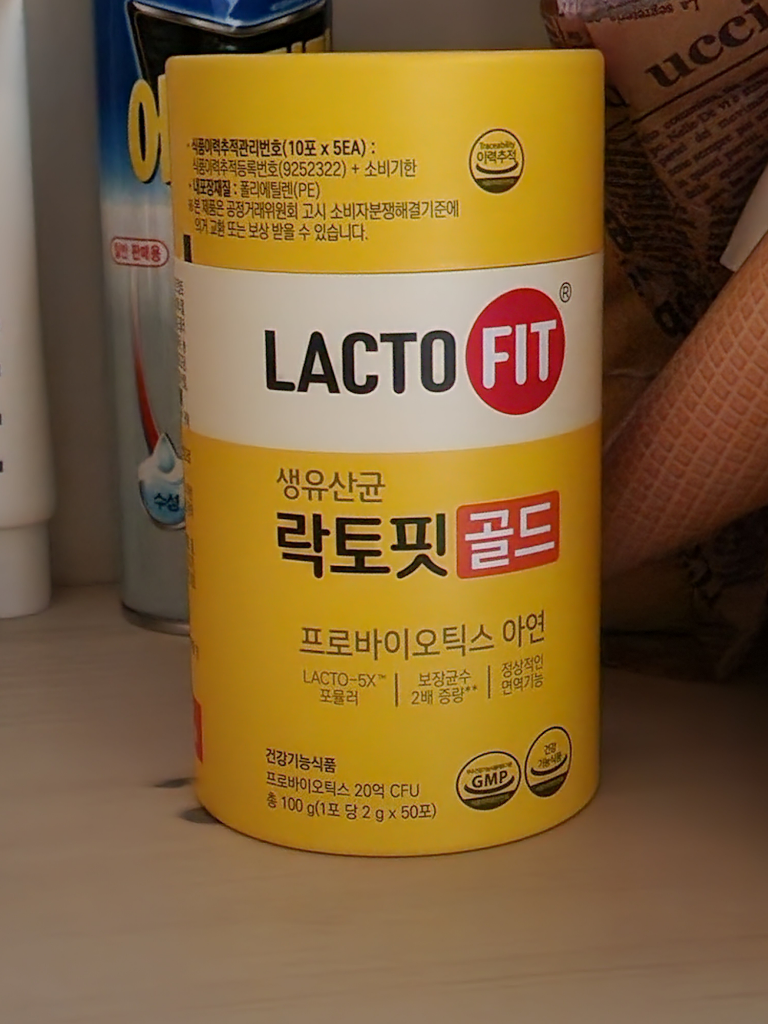 ucci
· 식품이력추적관리번호(10포 x 5EA) :
식품이력추적등록번호(9252322) + 소비기한
· 내포장재질 : 폴리에틸렌(PE)
※본 제품은 공정거래위원회 고시 소비자분쟁해결기준에
의거 교환 또는 보상 받을 수 있습니다.
Traceability
이력추적
일반 판매용
LACTO FIT®
생유산균
락토핏 골드
수성
프로바이오틱스 아연
LACTO-5X™
포뮬러
보장균수
2배 증량**
정상적인
면역기능
건강기능식품
프로바이오틱스 20억 CFU
총 100 g(1포 당 2 g x 50포)
GMP
건강
기능식품